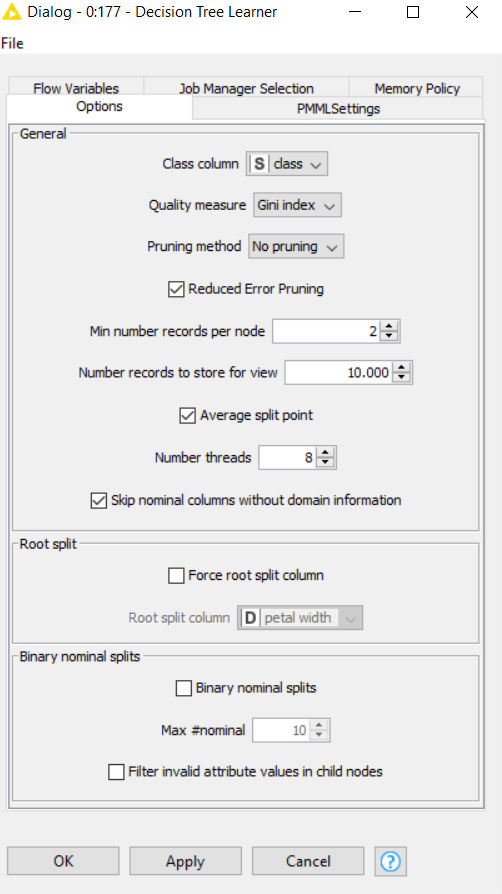 Dialog - 0:177 - Decision Tree Learner
File
Flow Variables Job Manager Selection Memory Policy
Options PMMLSettings
General
Class column S class
Quality measure Gini index
Pruning method No pruning
Reduced Error Pruning
Min number records per node 2
Number records to store for view 10.000
Average split point
Number threads 8
Skip nominal columns without domain information
Root split
Force root split column
Root split column D petal width
Binary nominal splits
Binary nominal splits
Max #nominal 10
Filter invalid attribute values in child nodes
OK Apply Cancel ?